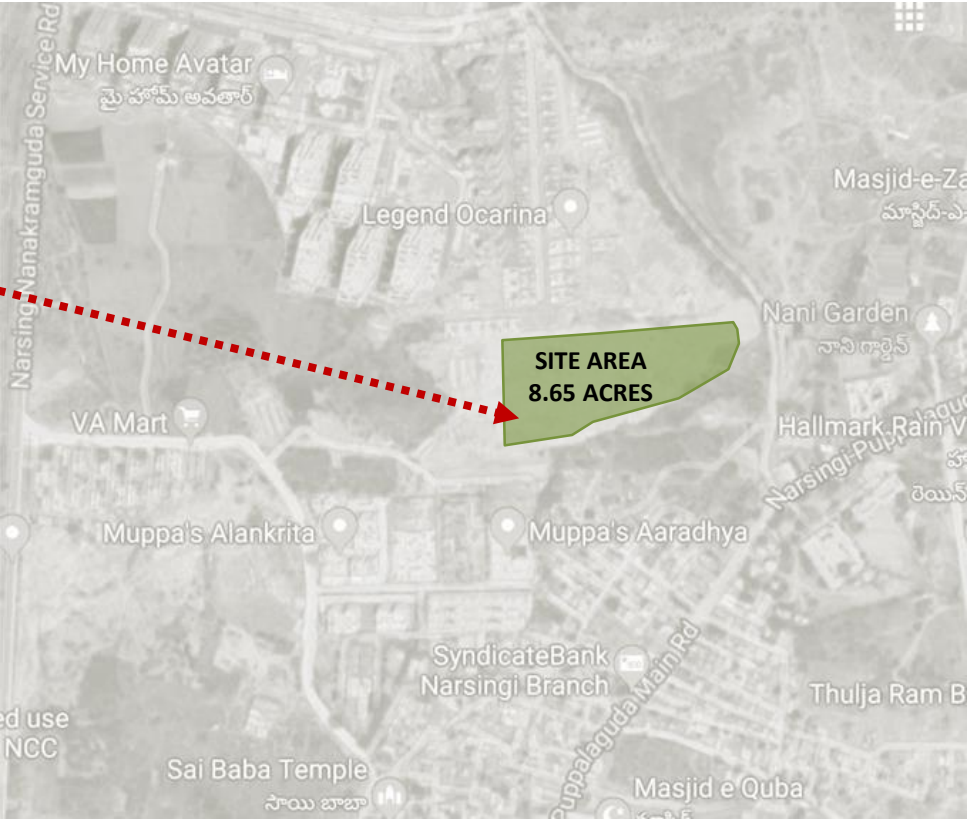 My Home Avatar
మై హోమ్ అవతార్
Narsing Nanakramguda Service Rd
Legend Ocarina
Masjid-e-Za
మాస్జిద్-ఎ-
Nani Garden
నాని గార్డెన్
SITE AREA
8.65 ACRES
VA Mart
Hallmark Rain V
హా
రెయిన్
Narsingi-Puppalagud
Muppa's Alankrita
Muppa's Aaradhya
SyndicateBank
Narsingi Branch
Puppalaguda Main Rd
Thulja Ram B
ed use
NCC
Sai Baba Temple
సాయి బాబా
Masjid e Quba